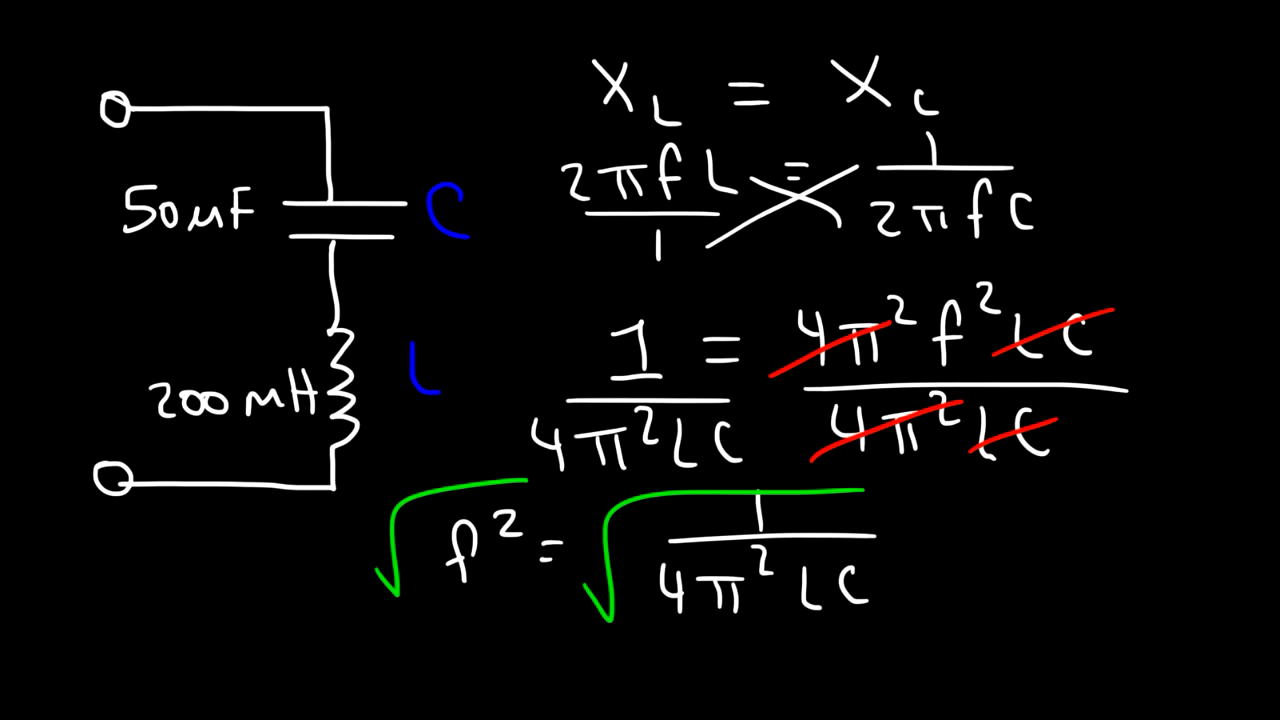 X_L = X_C
2πfL/1 = 1/2πfC
50μF
C
1/4π²LC = 4π²f²LC/4π²LC
L
200mH
√f² = √1/4π²LC